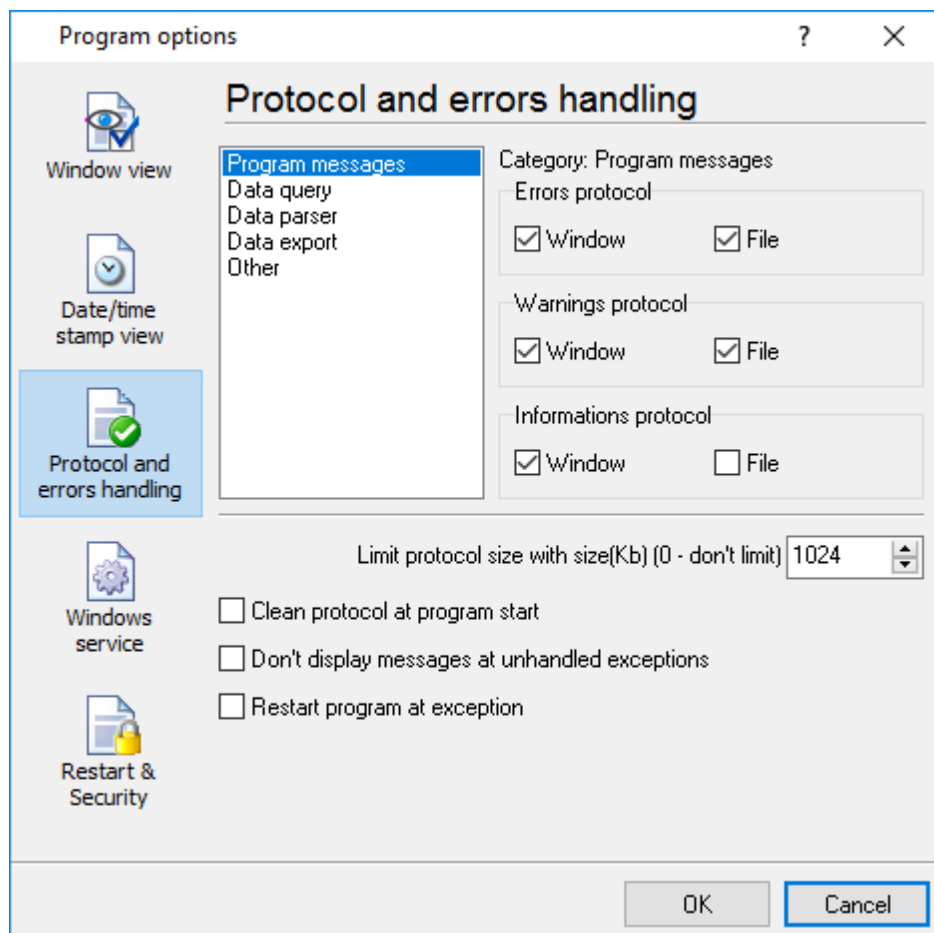 Program options
?
Window view
Date/time
stamp view
Protocol and
errors handling
Windows
service
Restart &
Security
Protocol and errors handling
Program messages
Data query
Data parser
Data export
Other
Category: Program messages
Errors protocol
Window File
Warnings protocol
Window File
Informations protocol
Window File
Limit protocol size with size(Kb) (0 - don't limit) 1024
Clean protocol at program start
Don't display messages at unhandled exceptions
Restart program at exception
OK Cancel